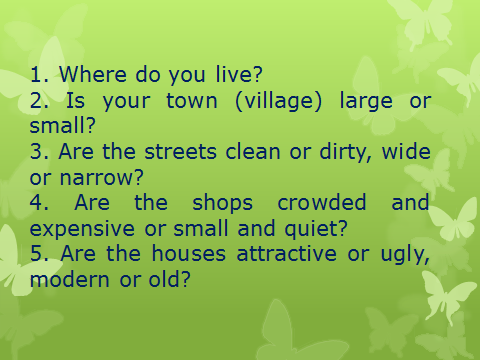 1. Where do you live?
2. Is your town (village) large or
small?
3. Are the streets clean or dirty, wide
or narrow?
4. Are the shops crowded and
expensive or small and quiet?
5. Are the houses attractive or ugly,
modern or old?